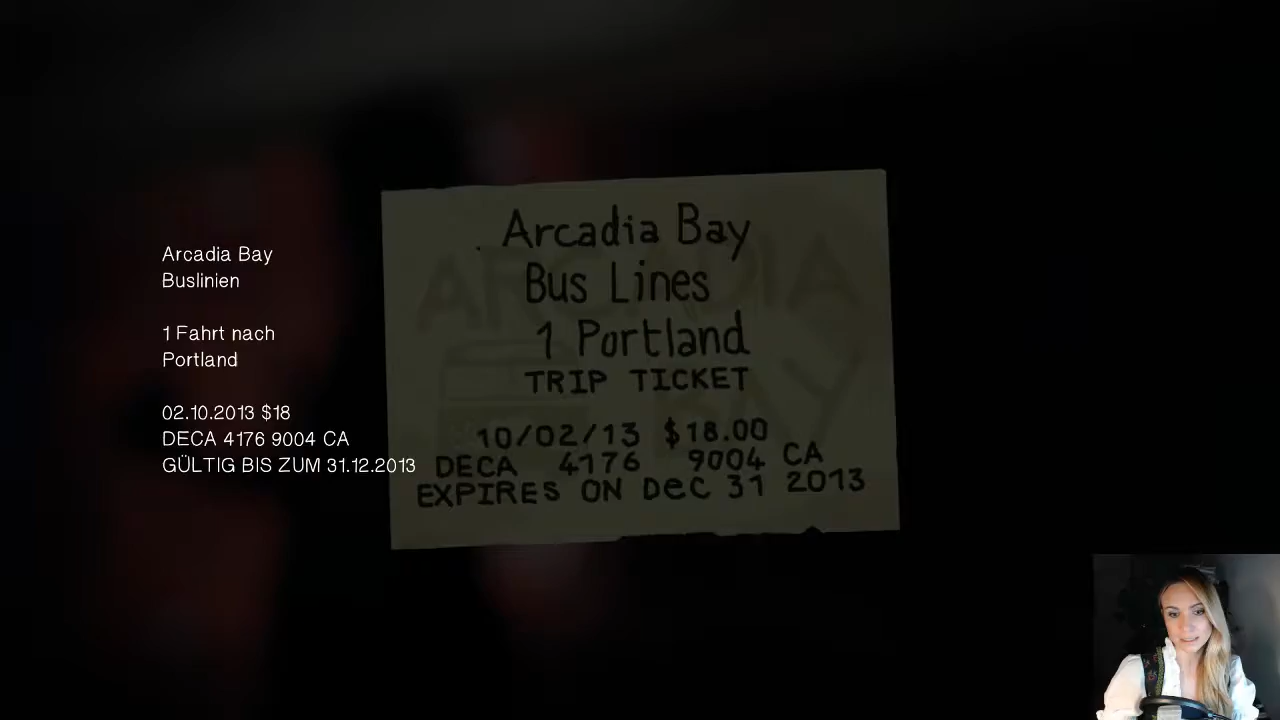 Arcadia Bay
Buslinien
1 Fahrt nach
Portland
02.10.2013 $18
DECA 4176 9004 CA
GÜLTIG BIS ZUM 31.12.2013
Arcadia Bay
Bus Lines
1 Portland
TRIP TICKET
10/02/13 $18.00
DECA 4176 9004 CA
EXPIRES ON DeC 31 2013
ARCADIA
BAY